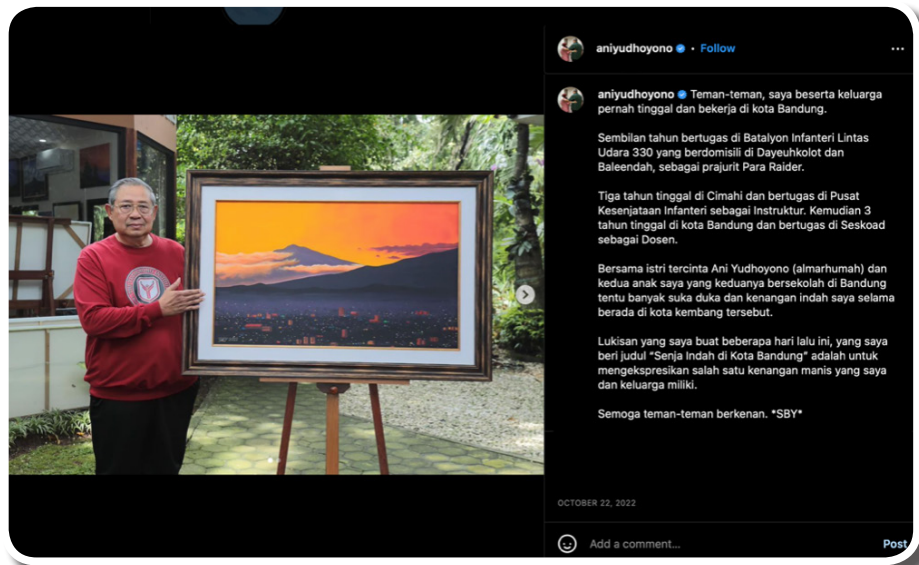 aniyudhoyono • Follow
aniyudhoyono Teman-teman, saya beserta keluarga
pernah tinggal dan bekerja di kota Bandung.
Sembilan tahun bertugas di Batalyon Infanteri Lintas
Udara 330 yang berdomisili di Dayeuhkolot dan
Baleendah, sebagai prajurit Para Raider.
Tiga tahun tinggal di Cimahi dan bertugas di Pusat
Kesenjataan Infanteri sebagai Instruktur. Kemudian 3
tahun tinggal di kota Bandung dan bertugas di Seskoad
sebagai Dosen.
Bersama istri tercinta Ani Yudhoyono (almarhumah) dan
kedua anak saya yang keduanya bersekolah di Bandung
tentu banyak suka duka dan kenangan indah saya selama
berada di kota kembang tersebut.
Lukisan yang saya buat beberapa hari lalu ini, yang saya
beri judul “Senja Indah di Kota Bandung” adalah untuk
mengekspresikan salah satu kenangan manis yang saya
dan keluarga miliki.
Semoga teman-teman berkenan. *SBY*
OCTOBER 22, 2022
Add a comment...
Post